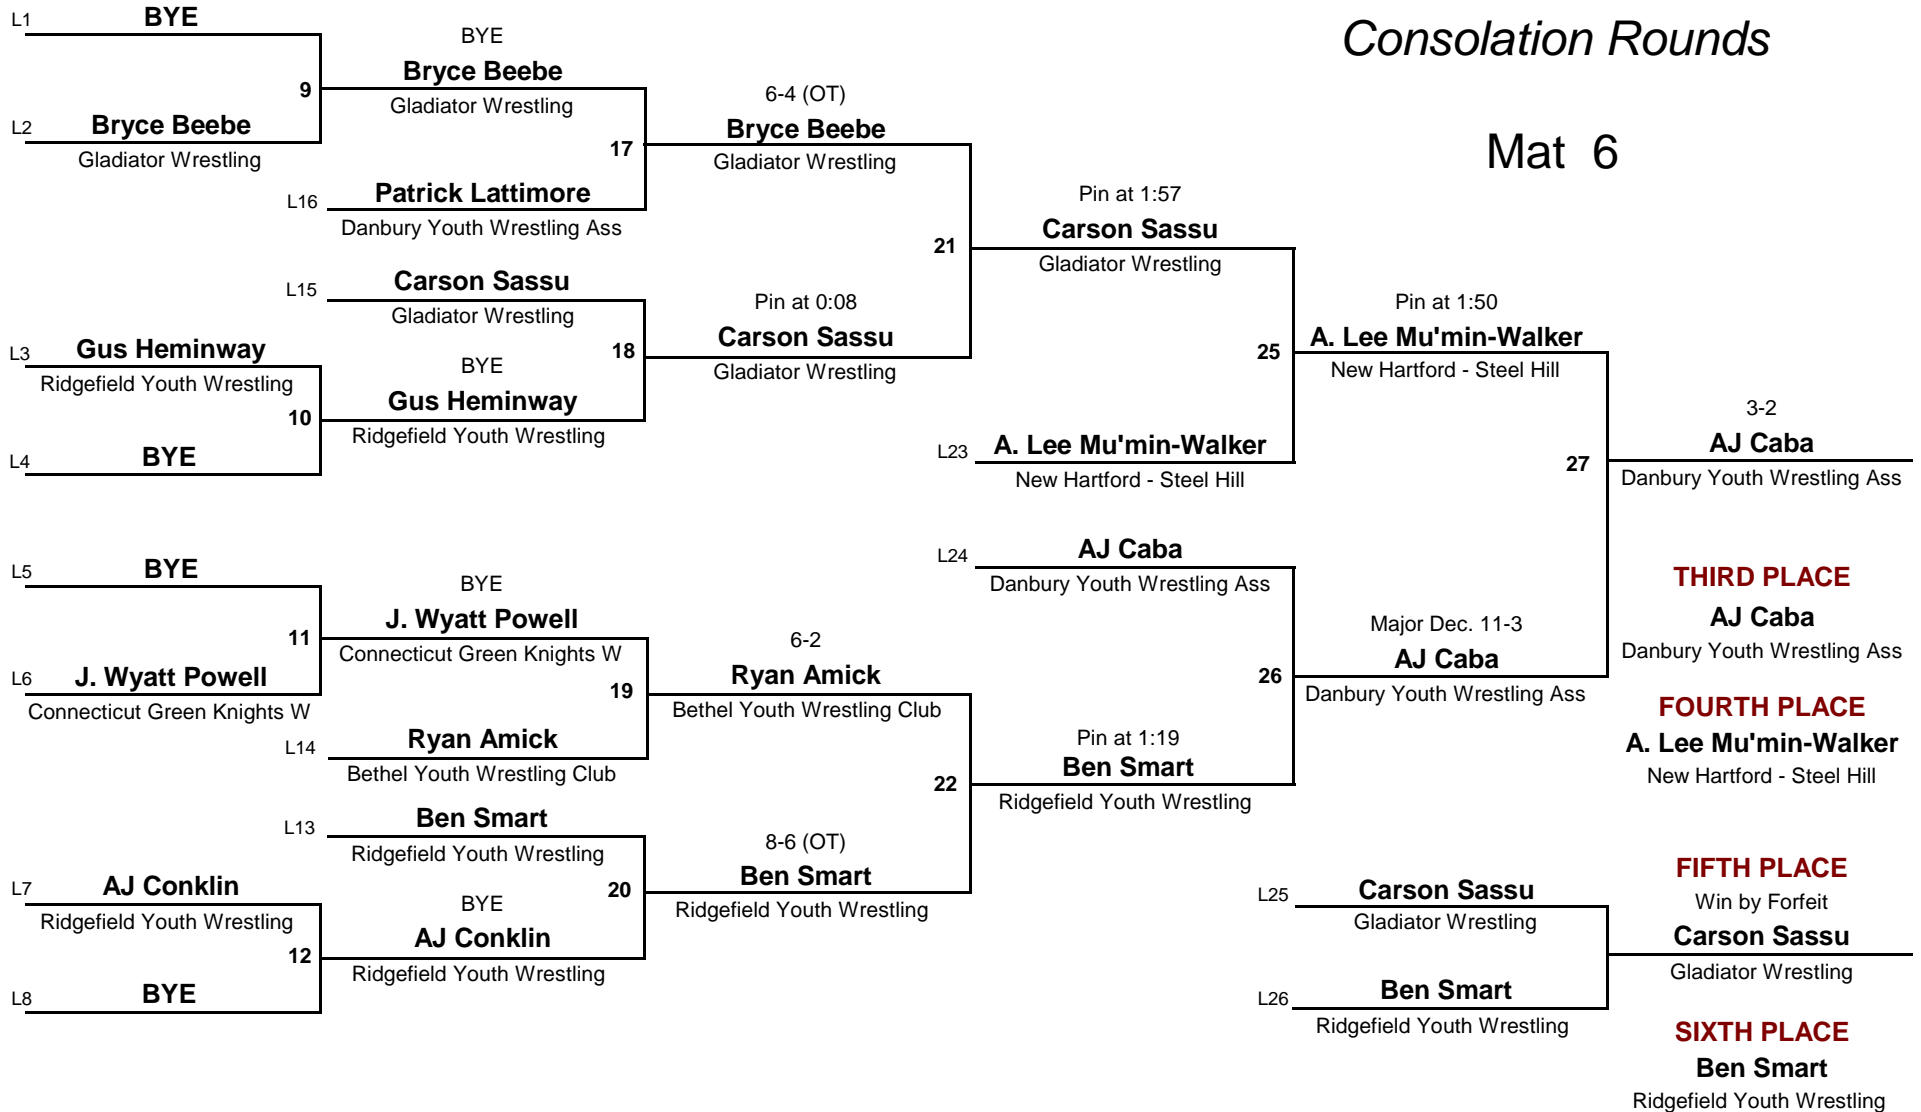 Consolation Rounds
Mat 6
L1
BYE
9
L2
Bryce Beebe
Gladiator Wrestling
L3
Gus Heminway
Ridgefield Youth Wrestling
10
L4
BYE
L5
BYE
11
L6
J. Wyatt Powell
Connecticut Green Knights W
L7
AJ Conklin
Ridgefield Youth Wrestling
12
L8
BYE
BYE
Bryce Beebe
Gladiator Wrestling
17
L16
Patrick Lattimore
Danbury Youth Wrestling Ass
L15
Carson Sassu
Gladiator Wrestling
18
BYE
Gus Heminway
Ridgefield Youth Wrestling
BYE
J. Wyatt Powell
Connecticut Green Knights W
19
L14
Ryan Amick
Bethel Youth Wrestling Club
L13
Ben Smart
Ridgefield Youth Wrestling
20
BYE
AJ Conklin
Ridgefield Youth Wrestling
6-4 (OT)
Bryce Beebe
Gladiator Wrestling
21
Pin at 0:08
Carson Sassu
Gladiator Wrestling
6-2
Ryan Amick
Bethel Youth Wrestling Club
22
8-6 (OT)
Ben Smart
Ridgefield Youth Wrestling
Pin at 1:57
Carson Sassu
Gladiator Wrestling
25
L23
A. Lee Mu'min-Walker
New Hartford - Steel Hill
L24
AJ Caba
Danbury Youth Wrestling Ass
26
Pin at 1:19
Ben Smart
Ridgefield Youth Wrestling
Pin at 1:50
A. Lee Mu'min-Walker
New Hartford - Steel Hill
27
Major Dec. 11-3
AJ Caba
Danbury Youth Wrestling Ass
3-2
AJ Caba
Danbury Youth Wrestling Ass
THIRD PLACE
AJ Caba
Danbury Youth Wrestling Ass
FOURTH PLACE
A. Lee Mu'min-Walker
New Hartford - Steel Hill
L25
Carson Sassu
Gladiator Wrestling
L26
Ben Smart
Ridgefield Youth Wrestling
FIFTH PLACE
Win by Forfeit
Carson Sassu
Gladiator Wrestling
SIXTH PLACE
Ben Smart
Ridgefield Youth Wrestling